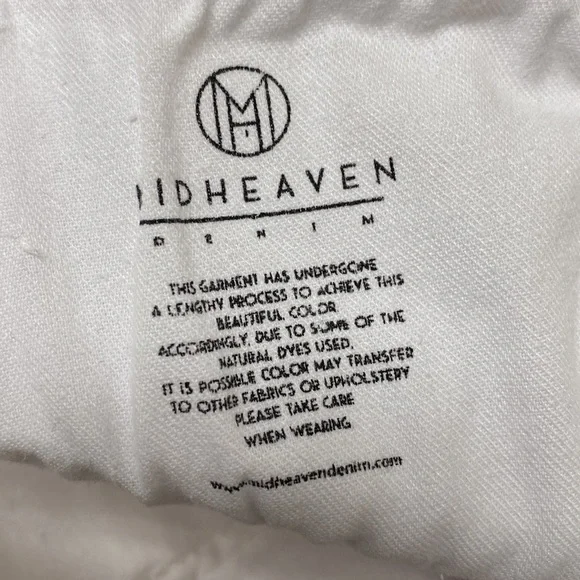 MH
MIDHEAVEN
DENIM
THIS GARMENT HAS UNDERGONE
A LENGTHY PROCESS TO ACHIEVE THIS
BEAUTIFUL COLOR
ACCORDINGLY, DUE TO SOME OF THE
NATURAL DYES USED,
IT IS POSSIBLE COLOR MAY TRANSFER
TO OTHER FABRICS OR UPHOLSTERY
PLEASE TAKE CARE
WHEN WEARING
www.midheavendenim.com